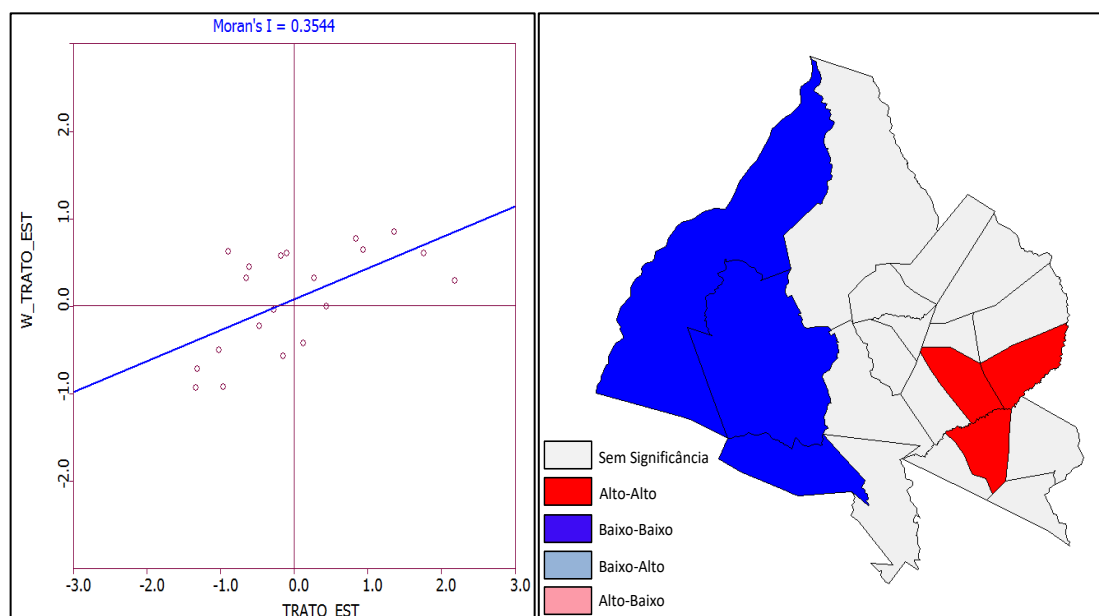 Moran's I = 0.3544
W_TRATO_EST
2.0
1.0
0.0
-1.0
-2.0
-3.0
-2.0
-1.0
0.0
1.0
2.0
3.0
TRATO_EST
Sem Significância
Alto-Alto
Baixo-Baixo
Baixo-Alto
Alto-Baixo